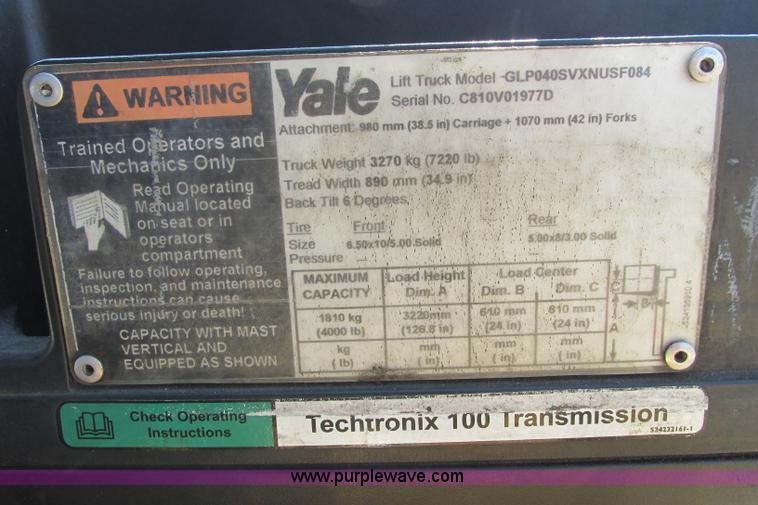 WARNING
Trained Operators and
Mechanics Only
Read Operating
Manual located
on seat or in
operators
compartment
Failure to follow operating,
inspection, and maintenance
instructions can cause
serious injury or death!
CAPACITY WITH MAST
VERTICAL AND
EQUIPPED AS SHOWN
Yale
Lift Truck Model GLP040SVXNUSF084
Serial No. C810V01977D
Attachment 980 mm (38.5 in) Carriage + 1070 mm (42 in) Forks
Truck Weight 3270 kg (7220 lb)
Tread Width 890 mm (34.9 in)
Back Tilt 6 Degrees
Tire Front Rear
Size 6.50x10/5.00 Solid 5.00x8/3.00 Solid
Pressure
MAXIMUM CAPACITY Load Height Dim. A Load Center Dim. B Dim. C
1810 kg 3220mm 610 mm 610 mm
(4000 lb) (126.8 in) (24 in) (24 in)
kg mm mm mm
(lb) (in) (in) (in)
C
B
A
Check Operating
Instructions
Techtronix 100 Transmission
524232161-1
www.purplewave.com